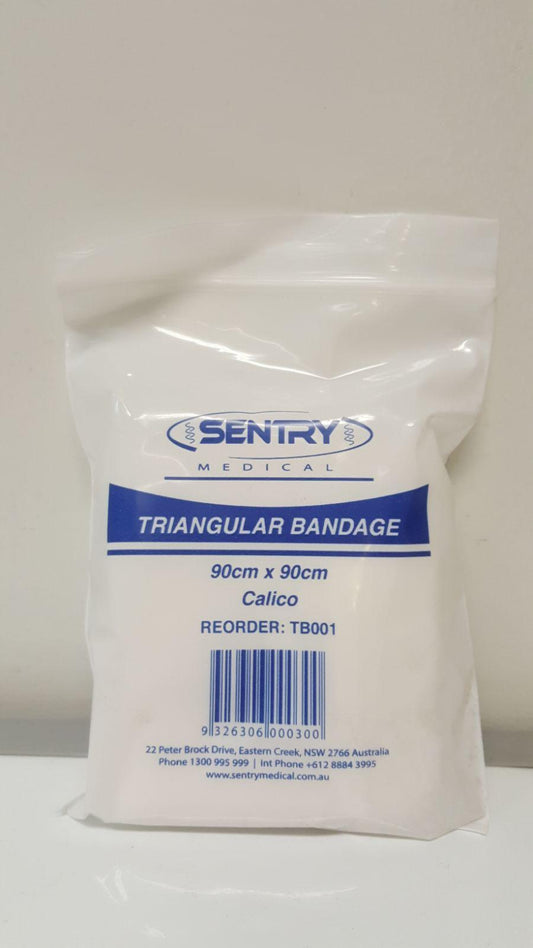 SENTRY
MEDICAL
TRIANGULAR BANDAGE
90cm x 90cm
Calico
REORDER: TB001
9 326306 000300
22 Peter Brock Drive, Eastern Creek, NSW 2766 Australia
Phone 1300 995 999 | Int Phone +612 8884 3995
www.sentrymedical.com.au